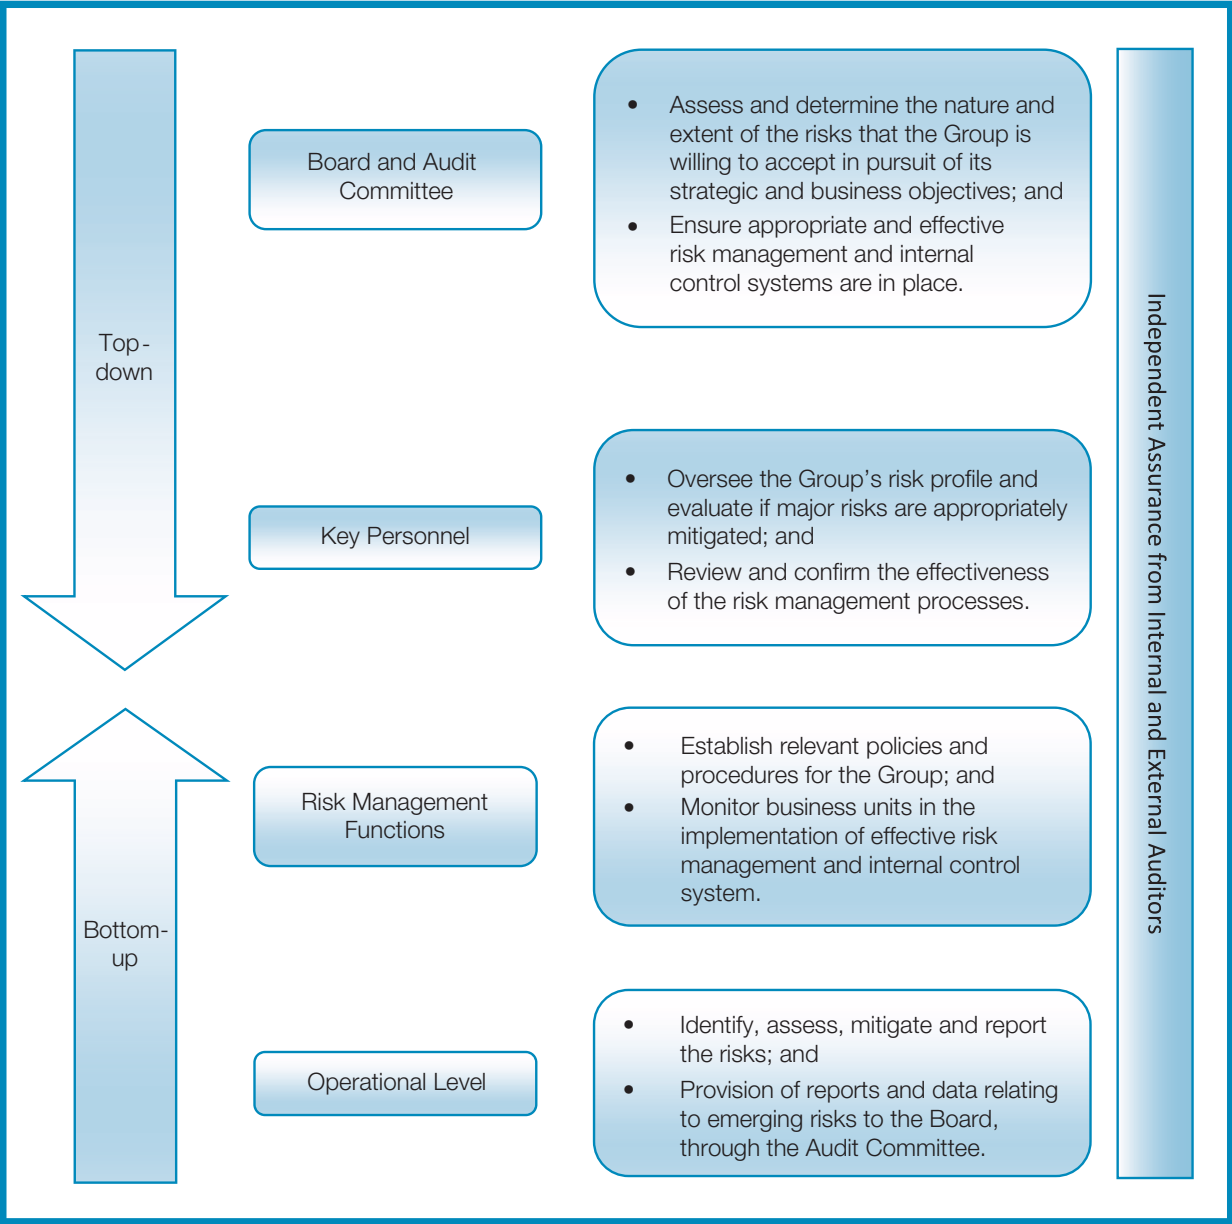 Top-
down
Board and Audit
Committee
• Assess and determine the nature and
extent of the risks that the Group is
willing to accept in pursuit of its
strategic and business objectives; and
• Ensure appropriate and effective
risk management and internal
control systems are in place.
Key Personnel
• Oversee the Group's risk profile and
evaluate if major risks are appropriately
mitigated; and
• Review and confirm the effectiveness
of the risk management processes.
Bottom-
up
Risk Management
Functions
• Establish relevant policies and
procedures for the Group; and
• Monitor business units in the
implementation of effective risk
management and internal control
system.
Operational Level
• Identify, assess, mitigate and report
the risks; and
• Provision of reports and data relating
to emerging risks to the Board,
through the Audit Committee.
Independent Assurance from Internal and External Auditors